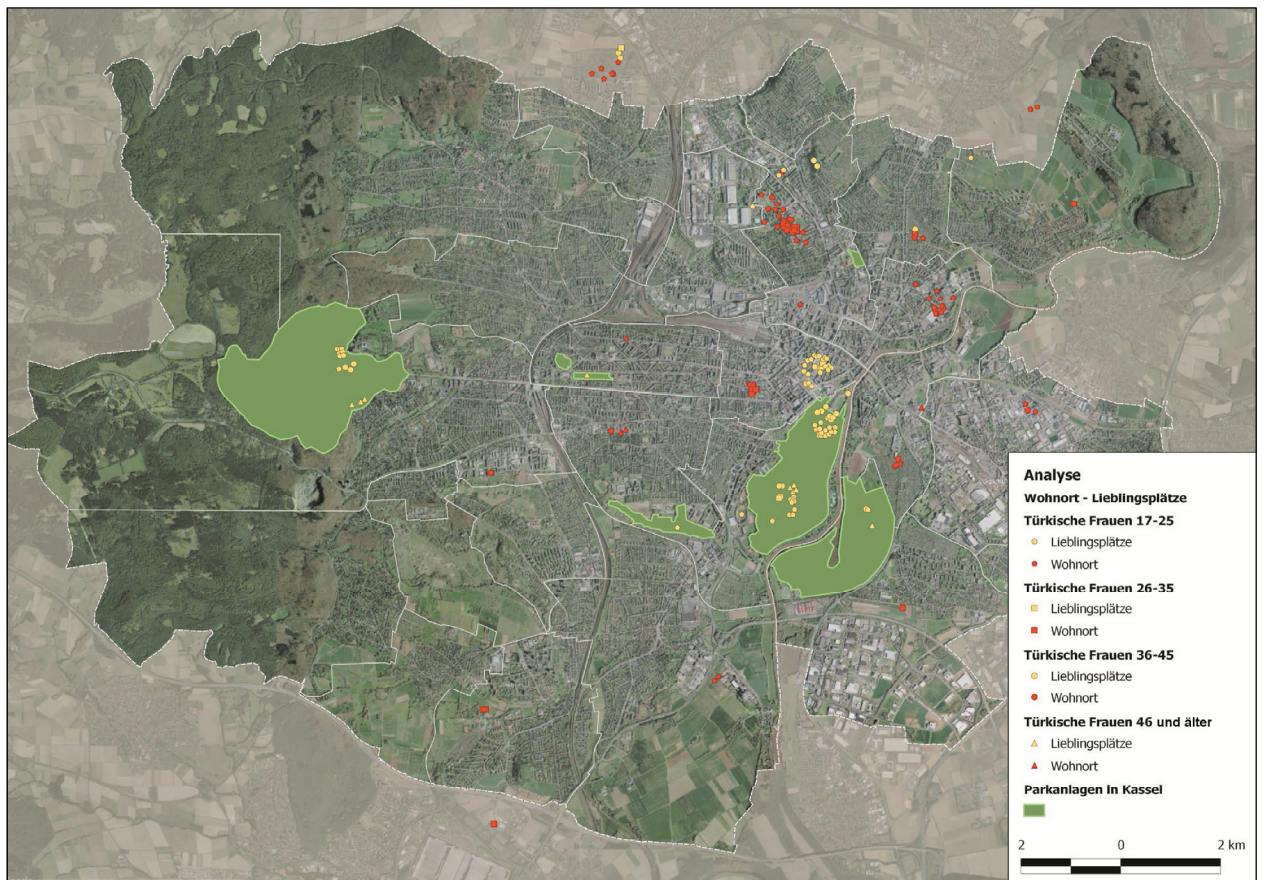 Analyse
Wohnort - Lieblingsplätze
Türkische Frauen 17-25
Lieblingsplätze
Wohnort
Türkische Frauen 26-35
Lieblingsplätze
Wohnort
Türkische Frauen 36-45
Lieblingsplätze
Wohnort
Türkische Frauen 46 und älter
Lieblingsplätze
Wohnort
Parkanlagen in Kassel
2 0 2 km